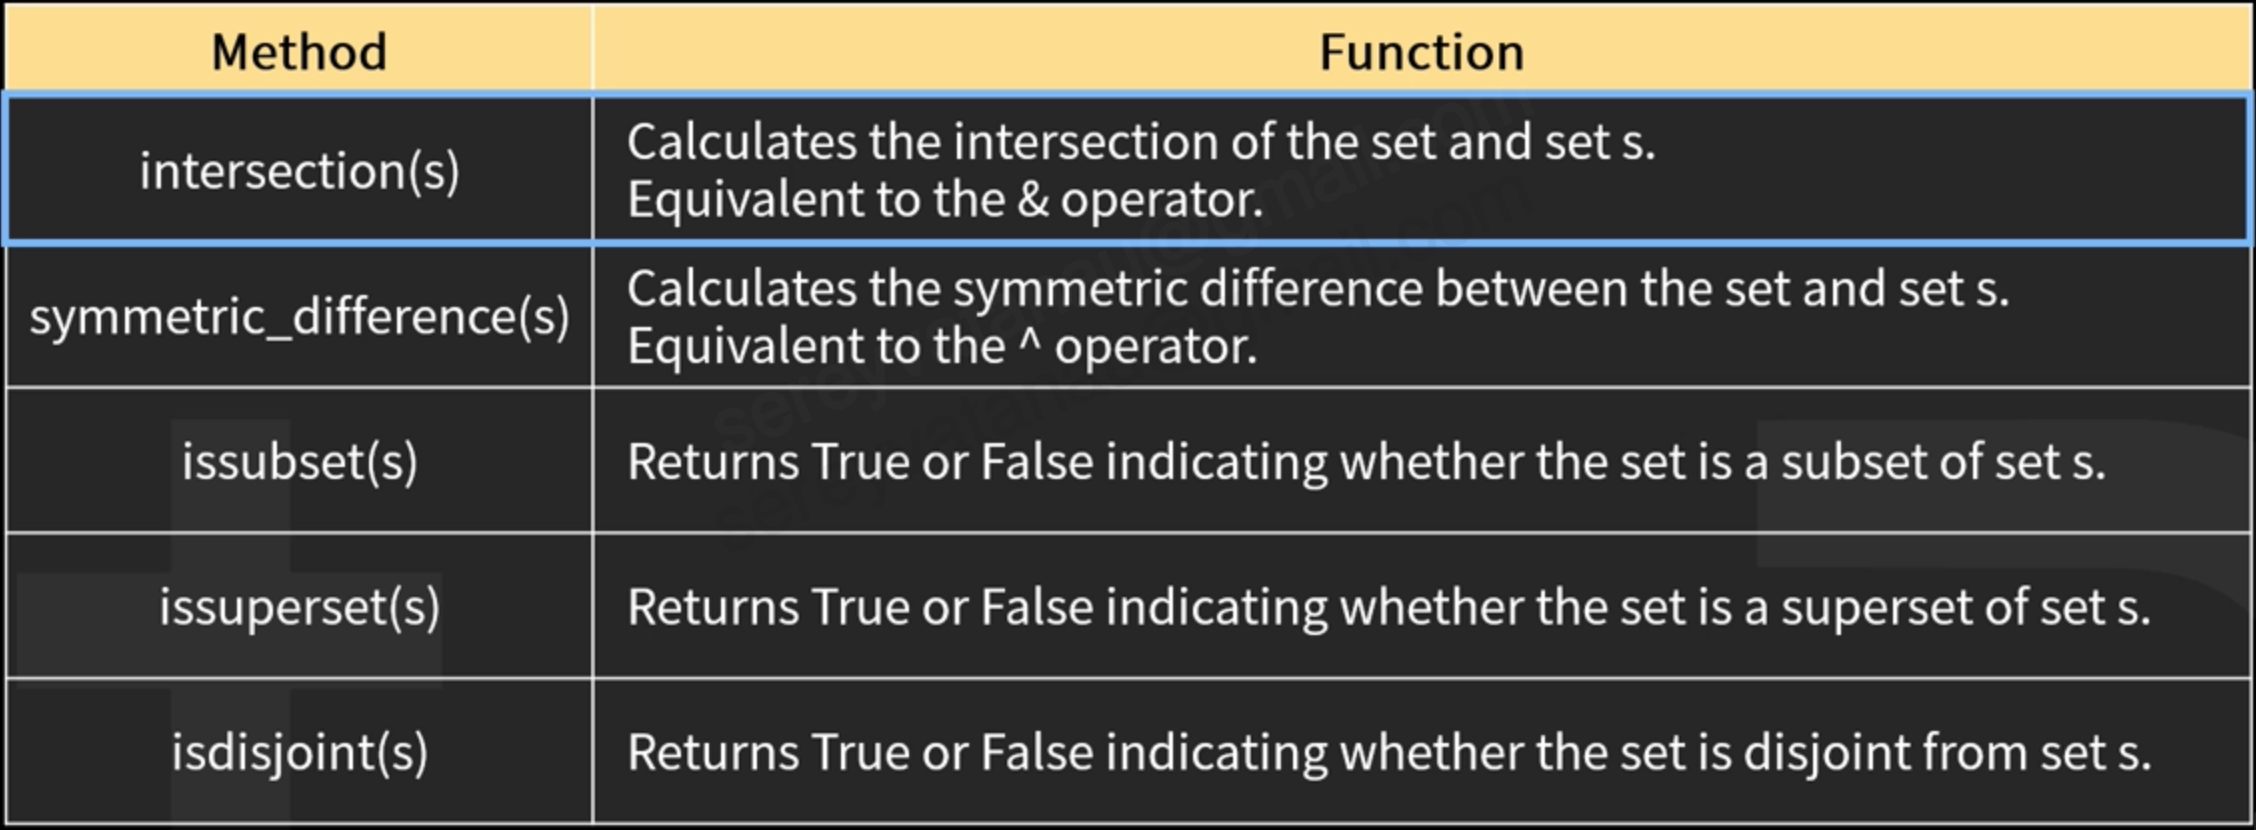 Method
Function
intersection(s)
Calculates the intersection of the set and set s.
Equivalent to the & operator.
symmetric_difference(s)
Calculates the symmetric difference between the set and set s.
Equivalent to the ^ operator.
issubset(s)
Returns True or False indicating whether the set is a subset of set s.
issuperset(s)
Returns True or False indicating whether the set is a superset of set s.
isdisjoint(s)
Returns True or False indicating whether the set is disjoint from set s.